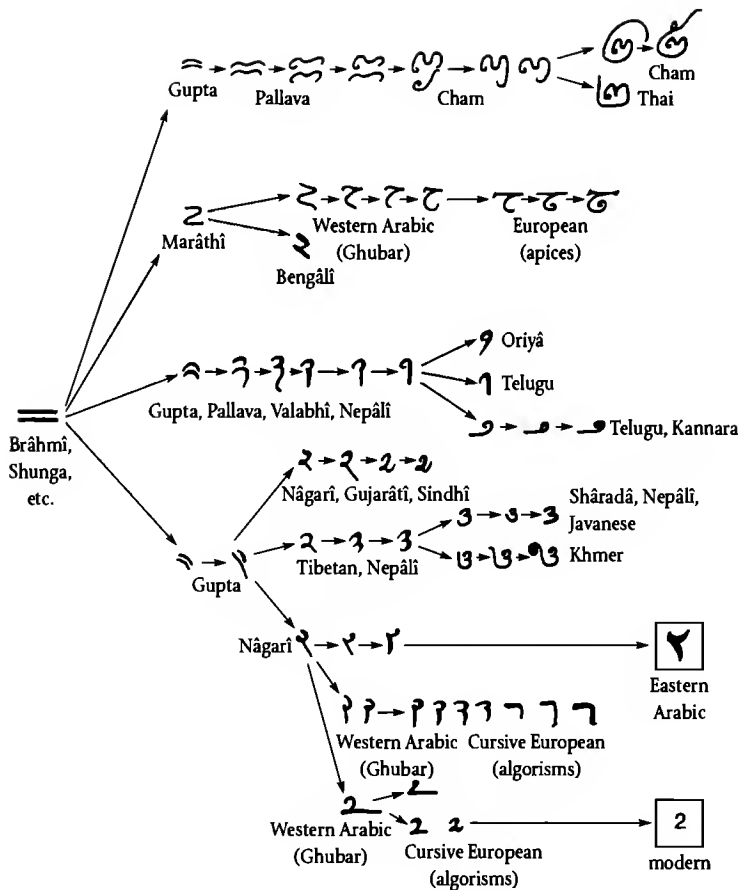 Gupta
Pallava
Cham
Cham
Thai
Marâthî
Western Arabic
(Ghubar)
European
(apices)
Bengâlî
Oriyâ
Telugu
Gupta, Pallava, Valabhî, Nepâlî
Telugu, Kannara
Brâhmî,
Shunga,
etc.
Nâgarî, Gujarâtî, Sindhî
Shâradâ, Nepâlî,
Javanese
Gupta
Tibetan, Nepâlî
Khmer
Nâgarî
Eastern
Arabic
Western Arabic
(Ghubar)
Cursive European
(algorisms)
Western Arabic
(Ghubar)
Cursive European
(algorisms)
2
modern